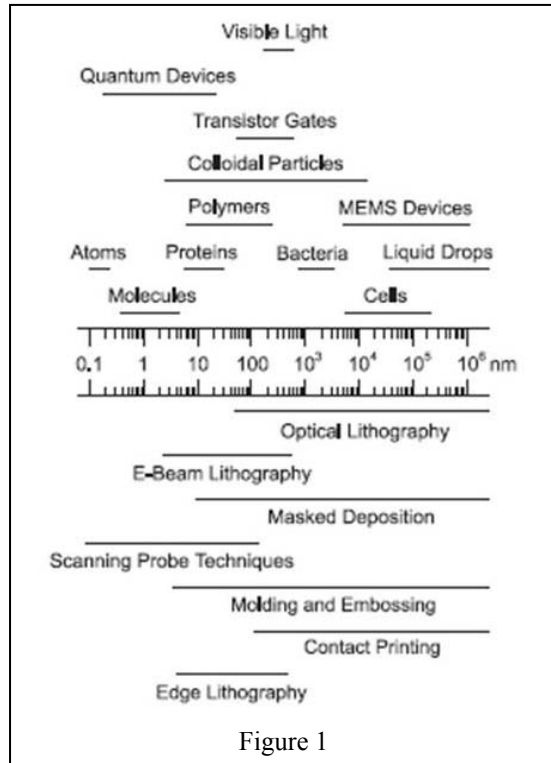 Visible Light
Quantum Devices
Transistor Gates
Colloidal Particles
Polymers MEMS Devices
Atoms Proteins Bacteria Liquid Drops
Molecules Cells
0.1 1 10 100 10³ 10⁴ 10⁵ 10⁶ nm
Optical Lithography
E-Beam Lithography
Masked Deposition
Scanning Probe Techniques
Molding and Embossing
Contact Printing
Edge Lithography
Figure 1